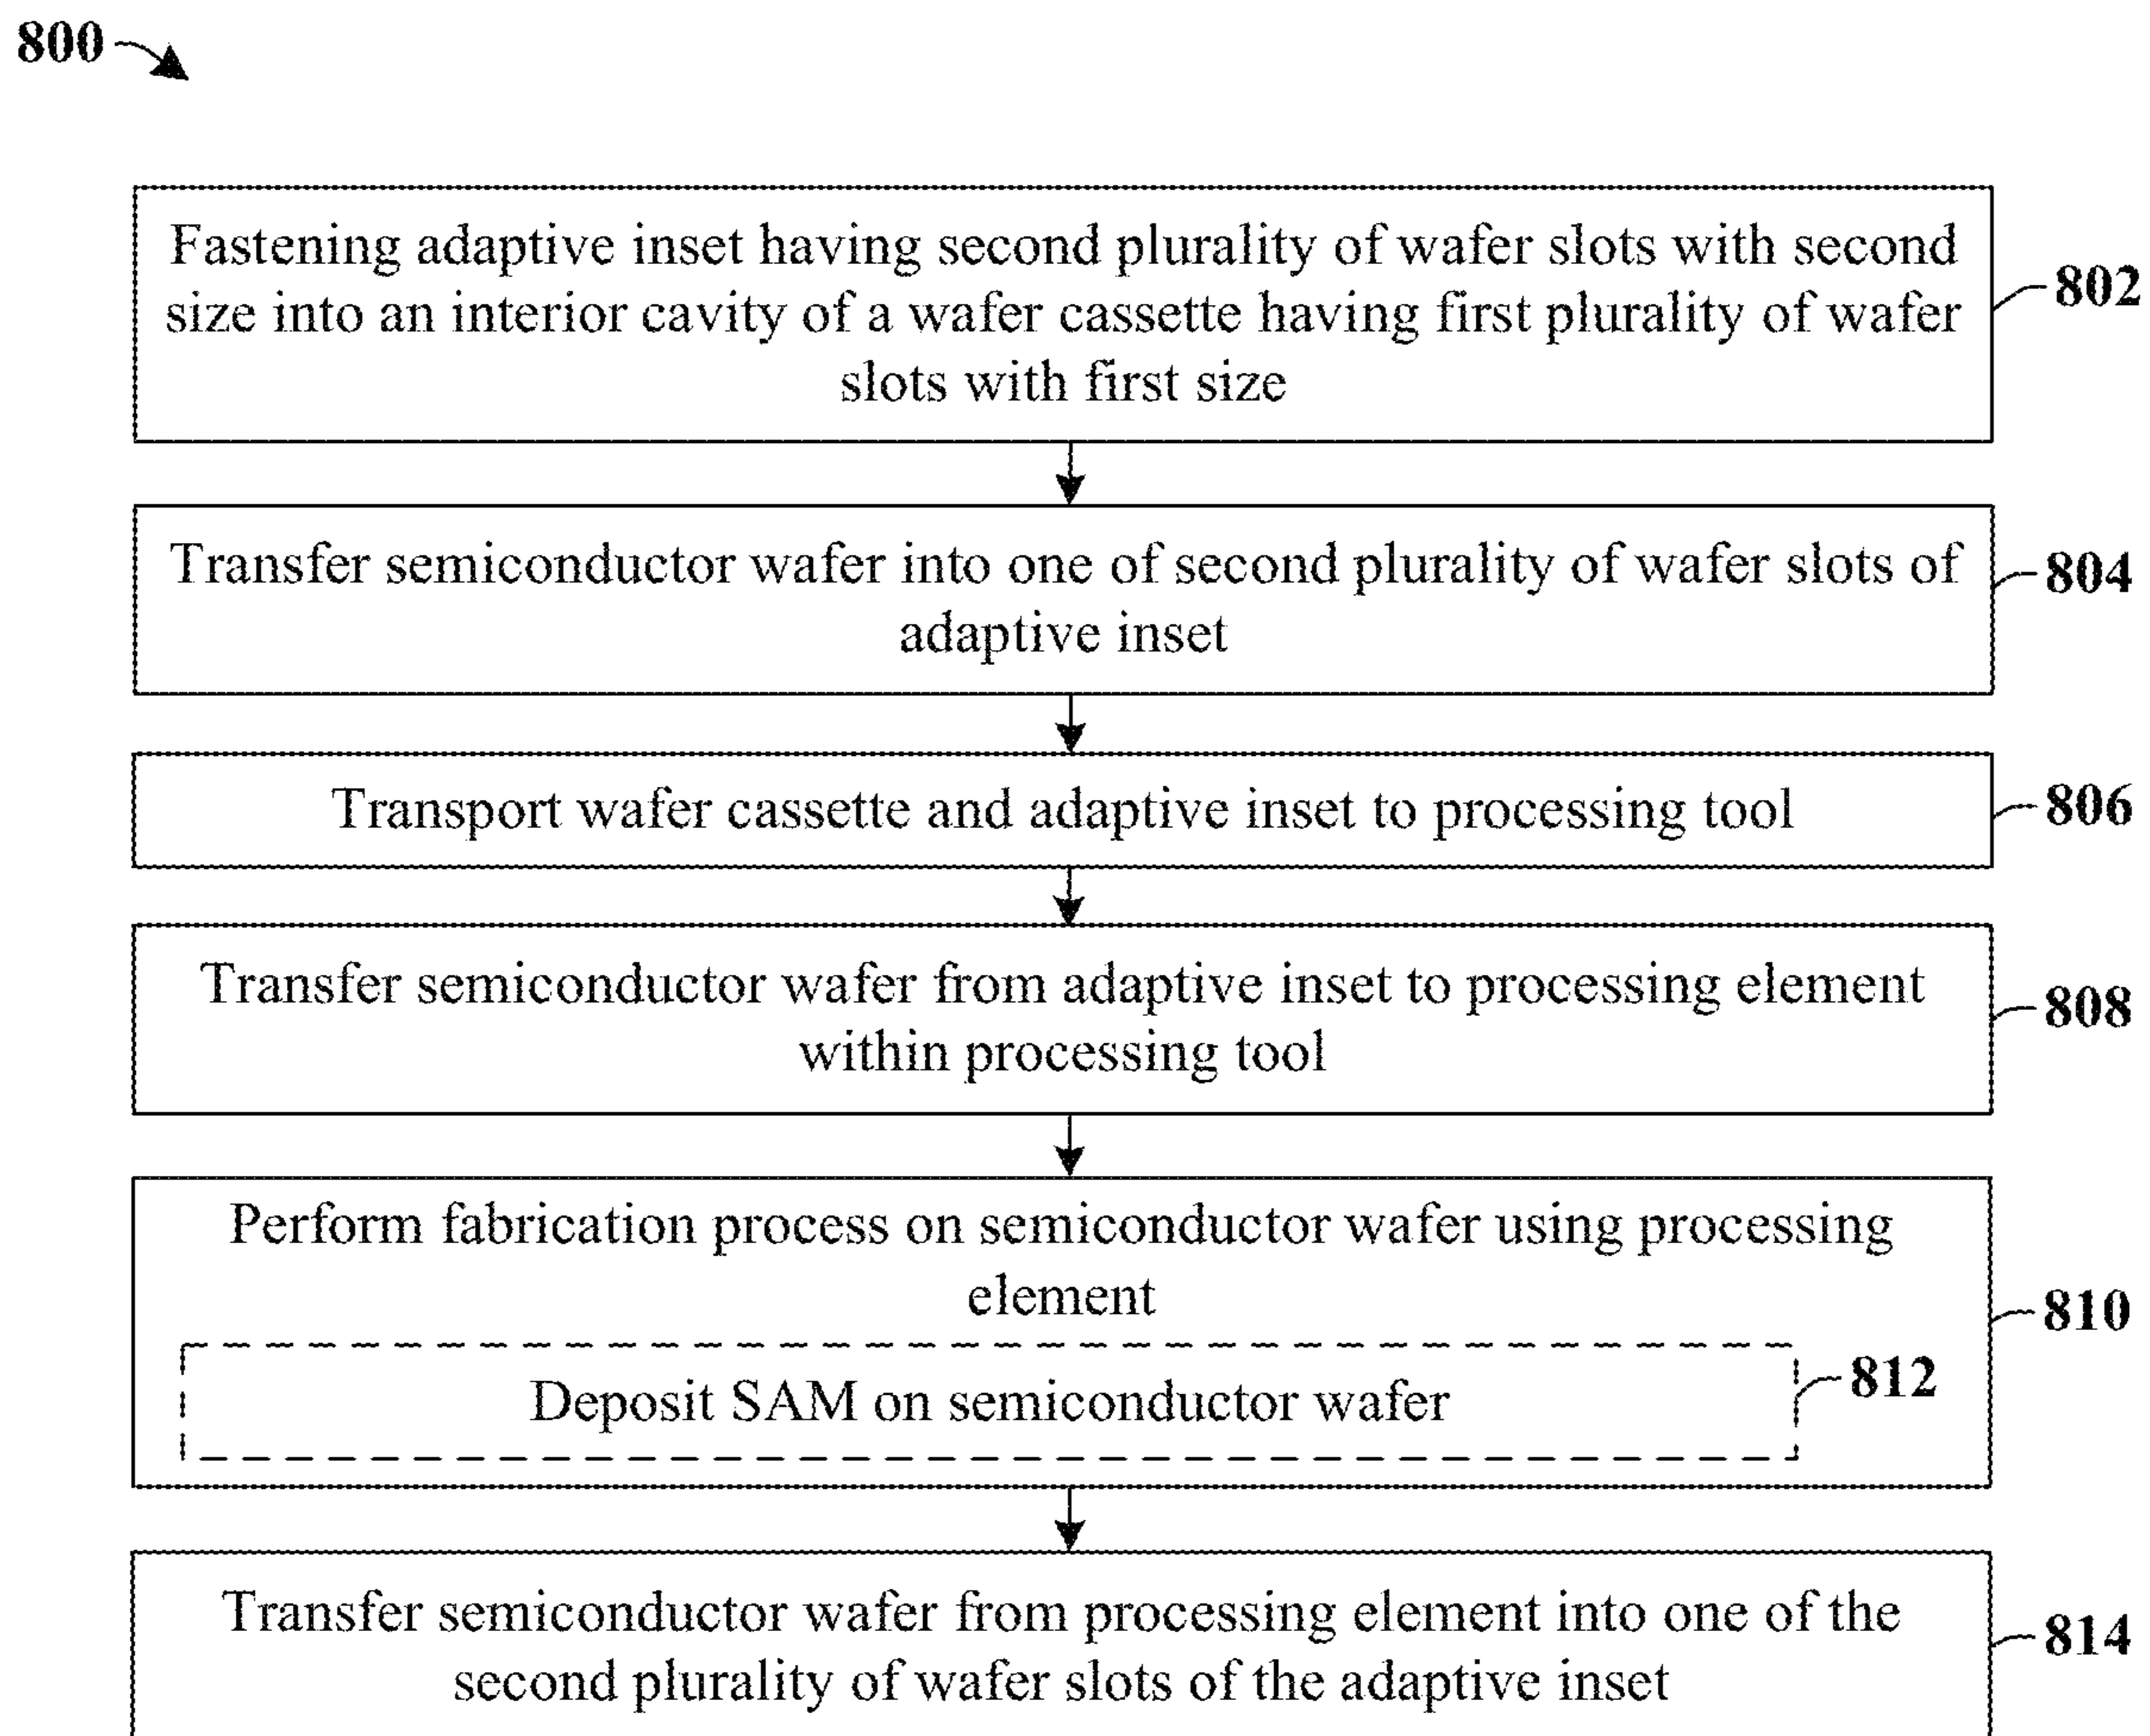 800
Fastening adaptive inset having second plurality of wafer slots with second
size into an interior cavity of a wafer cassette having first plurality of wafer
slots with first size
802
Transfer semiconductor wafer into one of second plurality of wafer slots of
adaptive inset
804
Transport wafer cassette and adaptive inset to processing tool
806
Transfer semiconductor wafer from adaptive inset to processing element
within processing tool
808
Perform fabrication process on semiconductor wafer using processing
element
810
Deposit SAM on semiconductor wafer
812
Transfer semiconductor wafer from processing element into one of the
second plurality of wafer slots of the adaptive inset
814